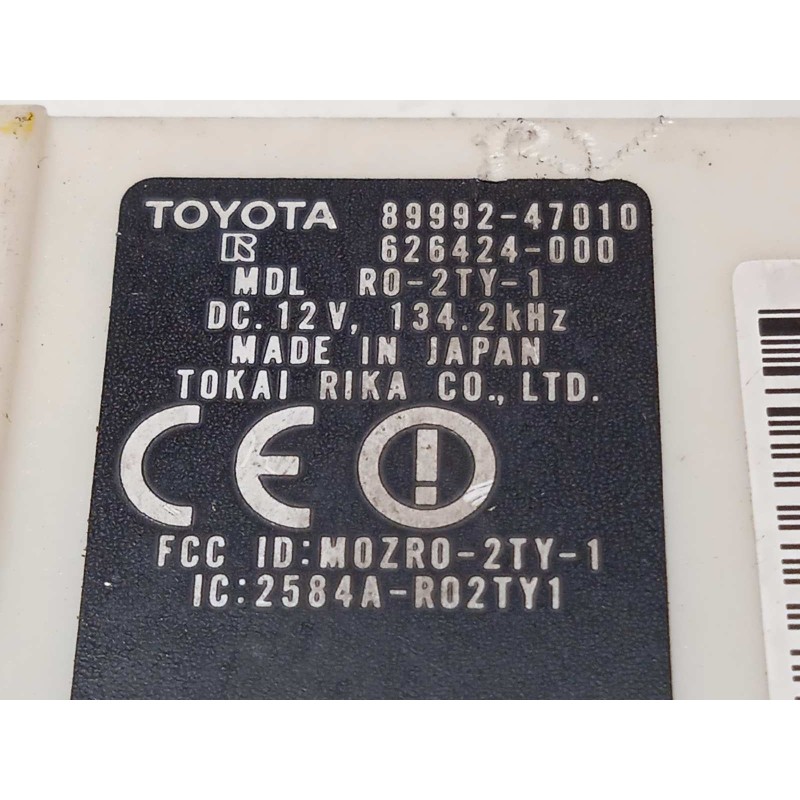 TOYOTA 89992-47010
626424-000
MDL RO-2TY-1
DC.12V, 134.2kHz
MADE IN JAPAN
TOKAI RIKA CO., LTD.
CE
FCC ID:MOZRO-2TY-1
IC:2584A-RO2TY1